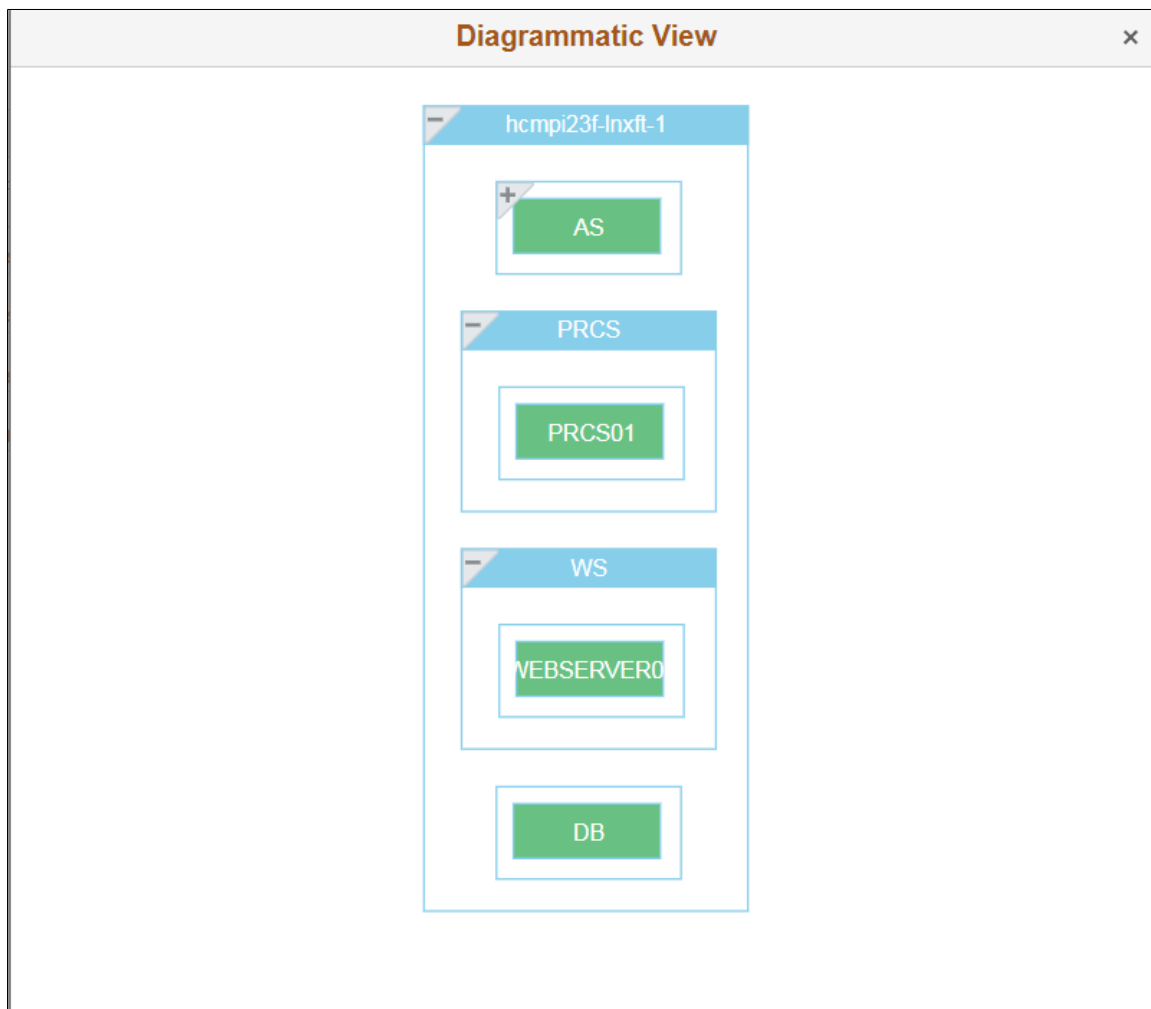 Diagrammatic View
×
hcmpi23f-lnxft-1
AS
PRCS
PRCS01
WS
WEBSERVER0
DB